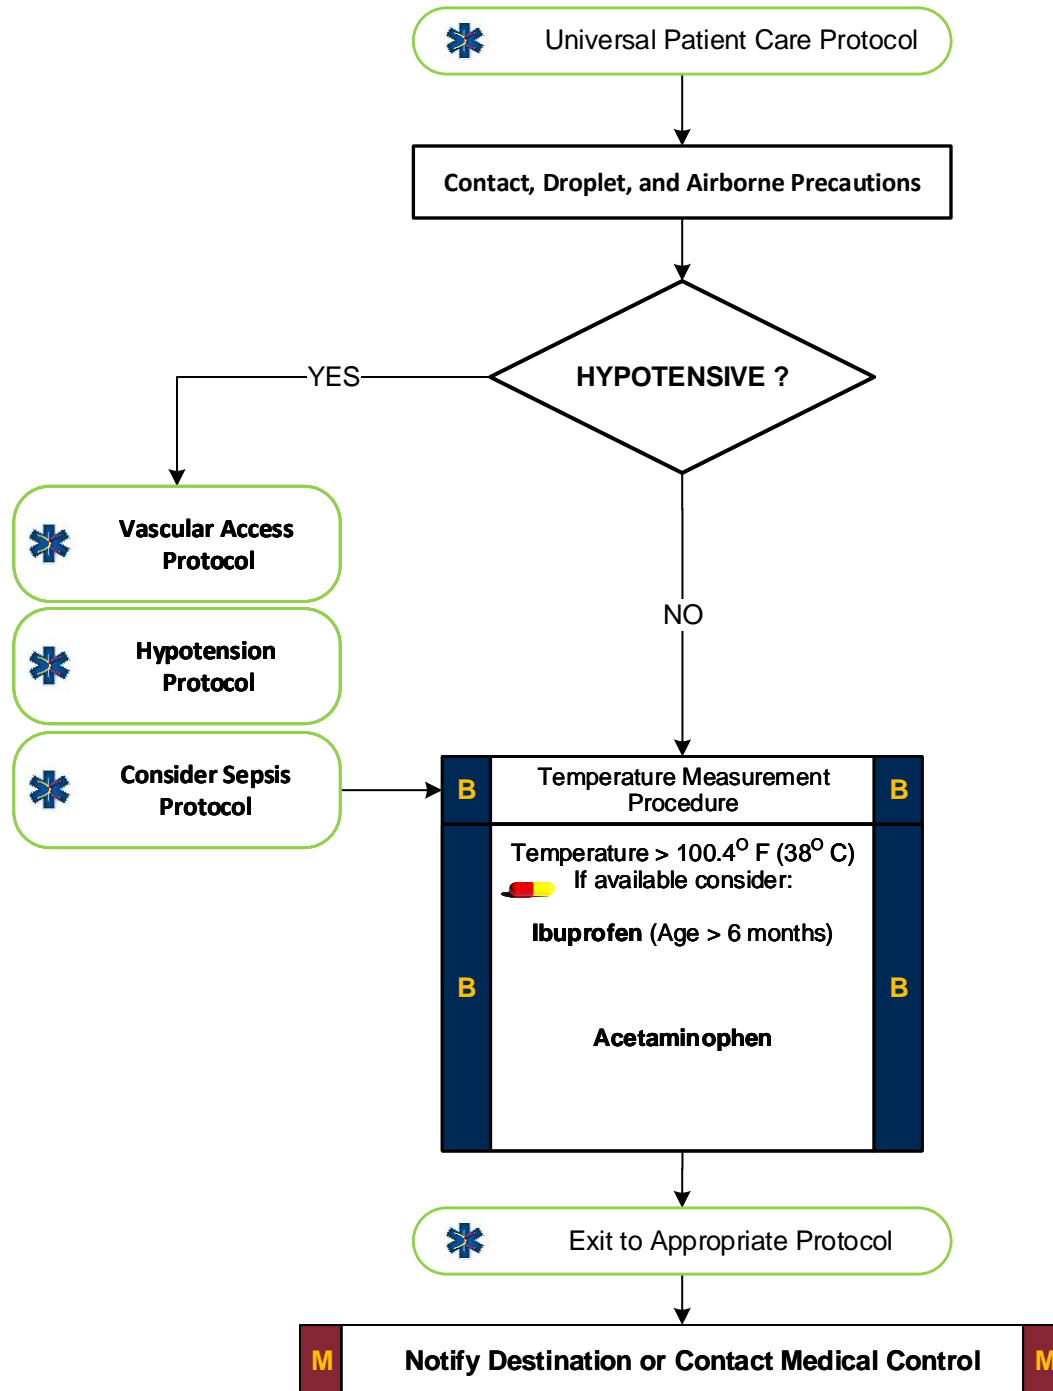 Universal Patient Care Protocol
Contact, Droplet, and Airborne Precautions
HYPOTENSIVE ?
YES
Vascular Access
Protocol
Hypotension
Protocol
Consider Sepsis
Protocol
NO
B
Temperature Measurement
Procedure
B
Temperature > 100.4° F (38° C)
If available consider:
Ibuprofen (Age > 6 months)
B
B
Acetaminophen
Exit to Appropriate Protocol
M
Notify Destination or Contact Medical Control
M